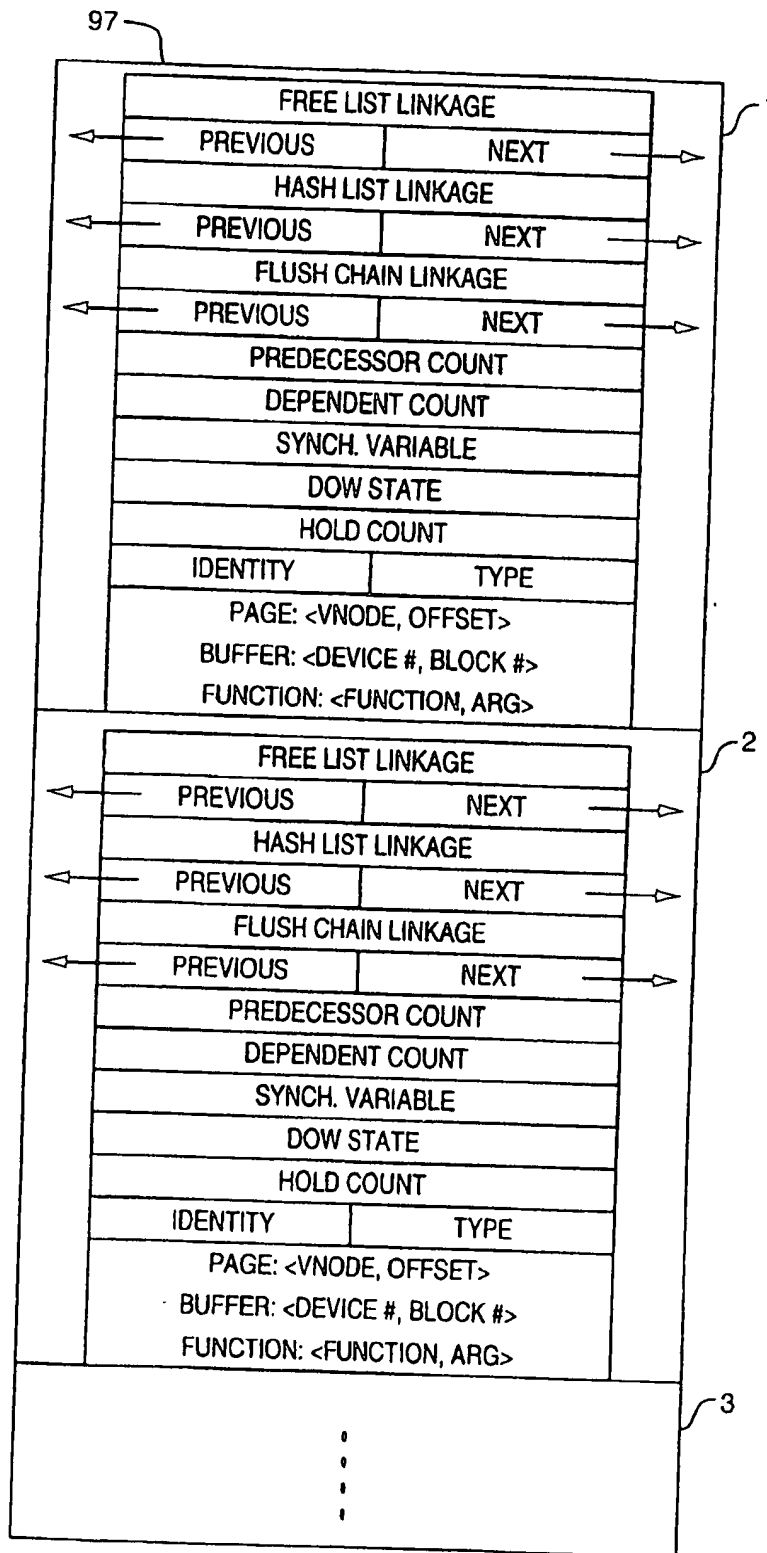 97
FREE LIST LINKAGE
PREVIOUS NEXT
HASH LIST LINKAGE
PREVIOUS NEXT
FLUSH CHAIN LINKAGE
PREVIOUS NEXT
PREDECESSOR COUNT
DEPENDENT COUNT
SYNCH. VARIABLE
DOW STATE
HOLD COUNT
IDENTITY TYPE
PAGE: <VNODE, OFFSET>
BUFFER: <DEVICE #, BLOCK #>
FUNCTION: <FUNCTION, ARG>
2
FREE LIST LINKAGE
PREVIOUS NEXT
HASH LIST LINKAGE
PREVIOUS NEXT
FLUSH CHAIN LINKAGE
PREVIOUS NEXT
PREDECESSOR COUNT
DEPENDENT COUNT
SYNCH. VARIABLE
DOW STATE
HOLD COUNT
IDENTITY TYPE
PAGE: <VNODE, OFFSET>
BUFFER: <DEVICE #, BLOCK #>
FUNCTION: <FUNCTION, ARG>
3